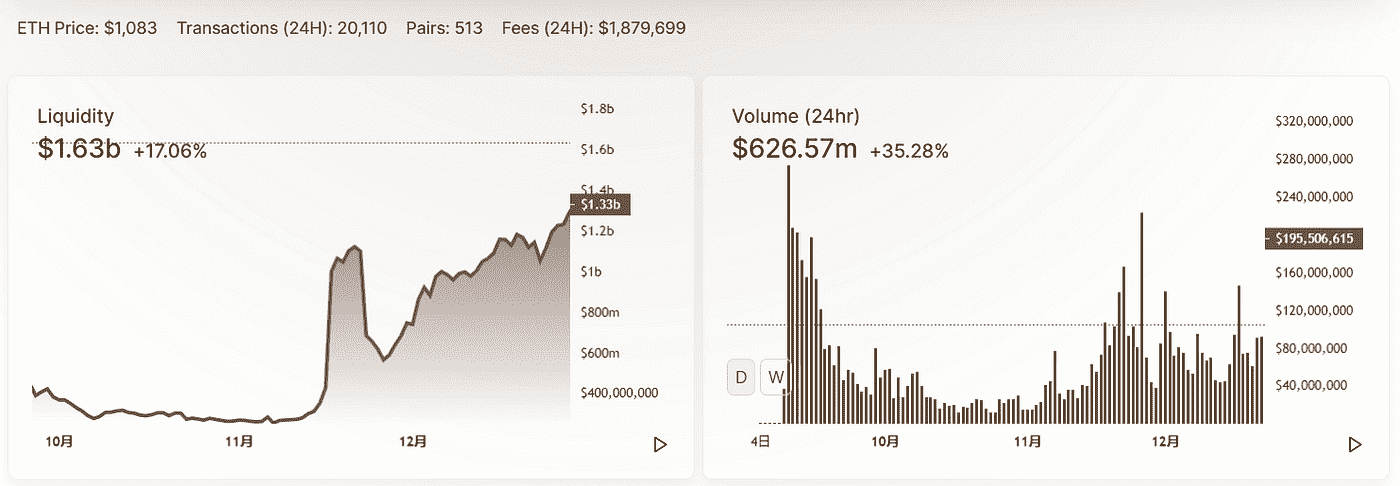 ETH Price: $1,083 Transactions (24H): 20,110 Pairs: 513 Fees (24H): $1,879,699
Liquidity
$1.63b +17.06%
$1.8b
$1.6b
$1.4b
$1.33b
$1.2b
$1b
$800m
$600m
$400,000,000
10月 11月 12月
Volume (24hr)
$626.57m +35.28%
$320,000,000
$280,000,000
$240,000,000
$195,506,615
$160,000,000
$120,000,000
$80,000,000
$40,000,000
D W
4日 10月 11月 12月